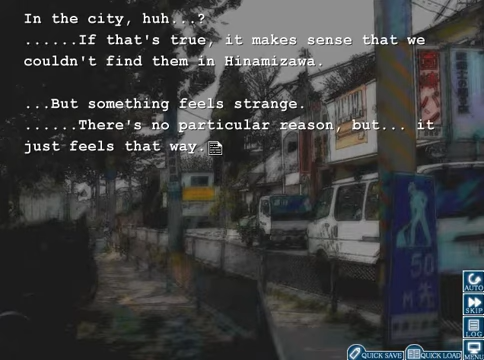 In the city, huh...?
......If that's true, it makes sense that we
couldn't find them in Hinamizawa.
...But something feels strange.
......There's no particular reason, but... it
just feels that way.
50
M先
AUTO
SKIP
LOG
QUICK SAVE
QUICK LOAD
MENU